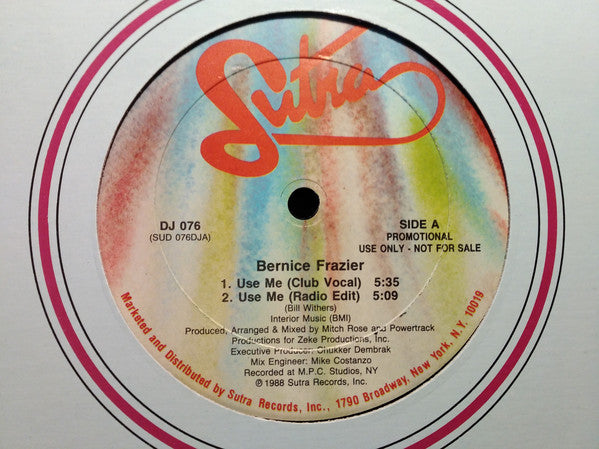 Sutra
DJ 076
(SUD 076DJA)
SIDE A
PROMOTIONAL
USE ONLY - NOT FOR SALE
Bernice Frazier
1. Use Me (Club Vocal) 5:35
2. Use Me (Radio Edit) 5:09
(Bill Withers)
Interior Music (BMI)
Produced, Arranged & Mixed by Mitch Rose and Powertrack
Productions for Zeke Productions, Inc.
Executive Producer: Chukker Dembrak
Mix Engineer: Mike Costanzo
Recorded at M.P.C. Studios, NY
℗ 1988 Sutra Records, Inc.
Marketed and Distributed by Sutra Records, Inc., 1790 Broadway, New York, N.Y. 10019